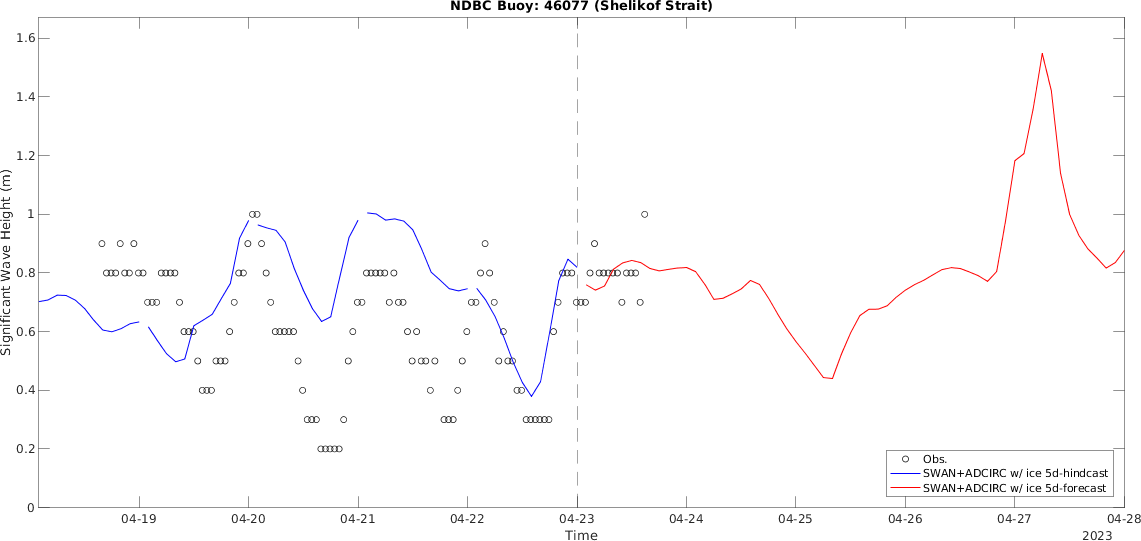 NDBC Buoy: 46077 (Shelikof Strait)
1.6
1.4
1.2
1
0.8
0.6
0.4
0.2
0
Significant Wave Height (m)
Obs.
SWAN+ADCIRC w/ ice 5d-hindcast
SWAN+ADCIRC w/ ice 5d-forecast
04-19 04-20 04-21 04-22 04-23 04-24 04-25 04-26 04-27 04-28
Time
2023